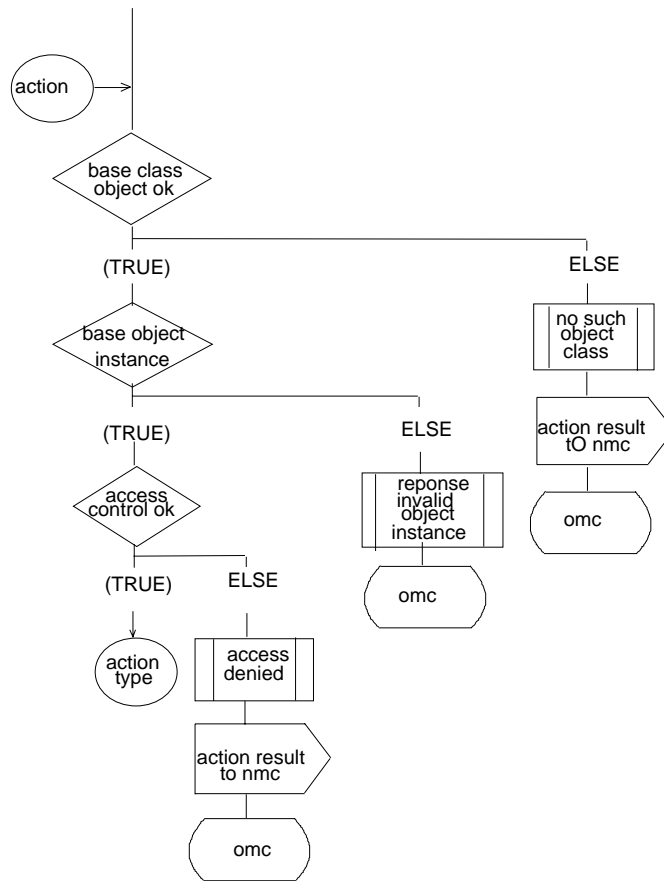 action
base class
object ok
(TRUE)
ELSE
base object
instance
no such
object
class
(TRUE)
ELSE
action result
tO nmc
access
control ok
reponse
invalid
object
instance
omc
(TRUE)
ELSE
omc
action
type
access
denied
action result
to nmc
omc